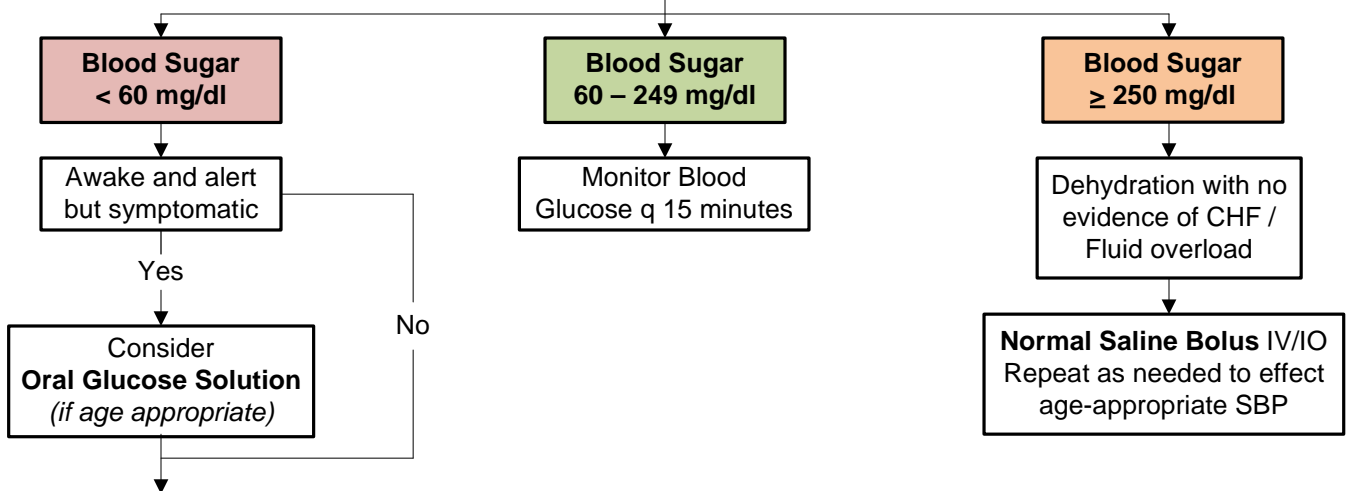 Blood Sugar
< 60 mg/dl
Blood Sugar
60 – 249 mg/dl
Blood Sugar
≥ 250 mg/dl
Awake and alert
but symptomatic
Monitor Blood
Glucose q 15 minutes
Dehydration with no
evidence of CHF /
Fluid overload
Yes
No
Consider
Oral Glucose Solution
(if age appropriate)
Normal Saline Bolus IV/IO
Repeat as needed to effect
age-appropriate SBP